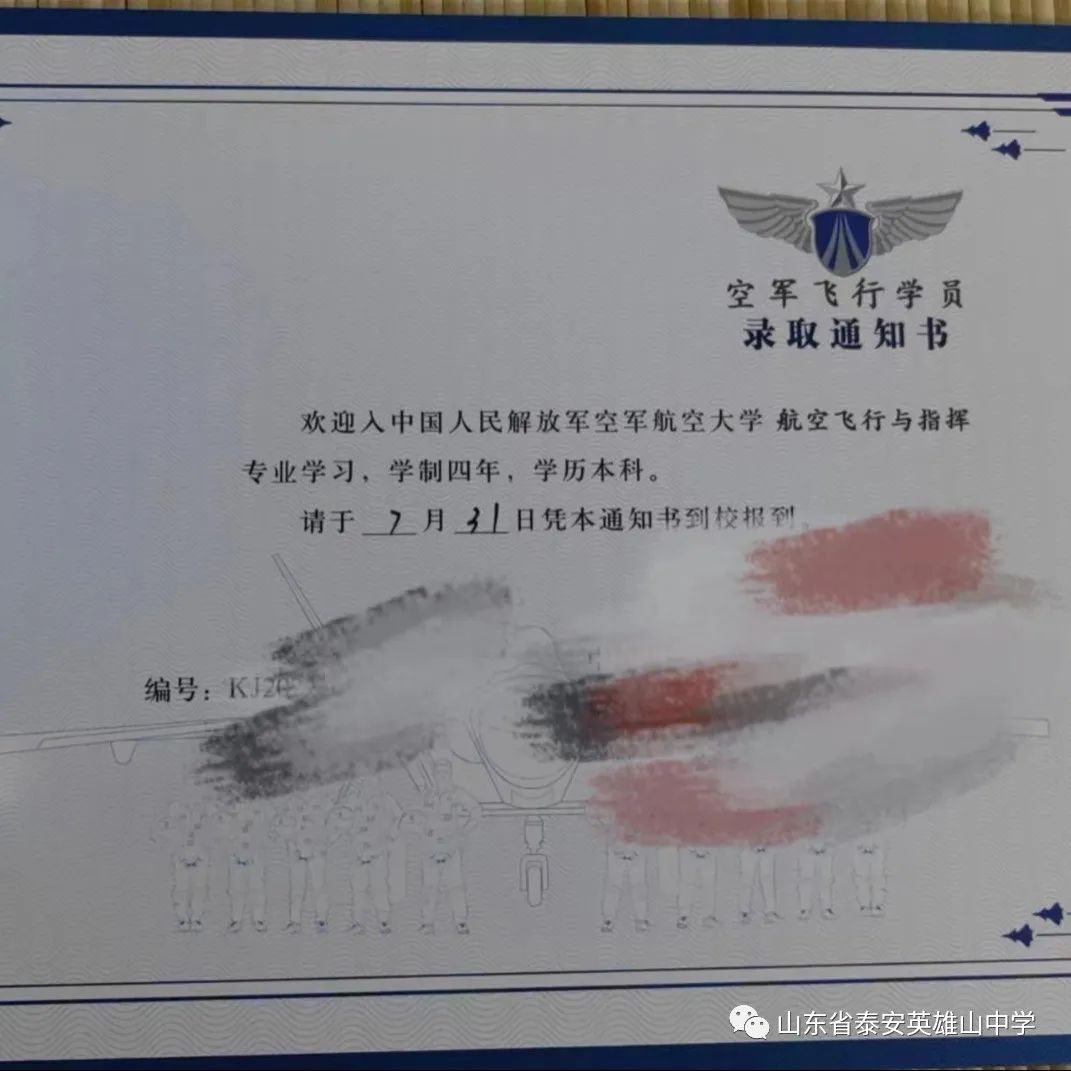 空军飞行学员
录取通知书
欢迎入中国人民解放军空军航空大学 航空飞行与指挥
专业学习，学制四年，学历本科。
请于 7 月 31 日凭本通知书到校报到。
编号：KJ20
山东省泰安英雄山中学